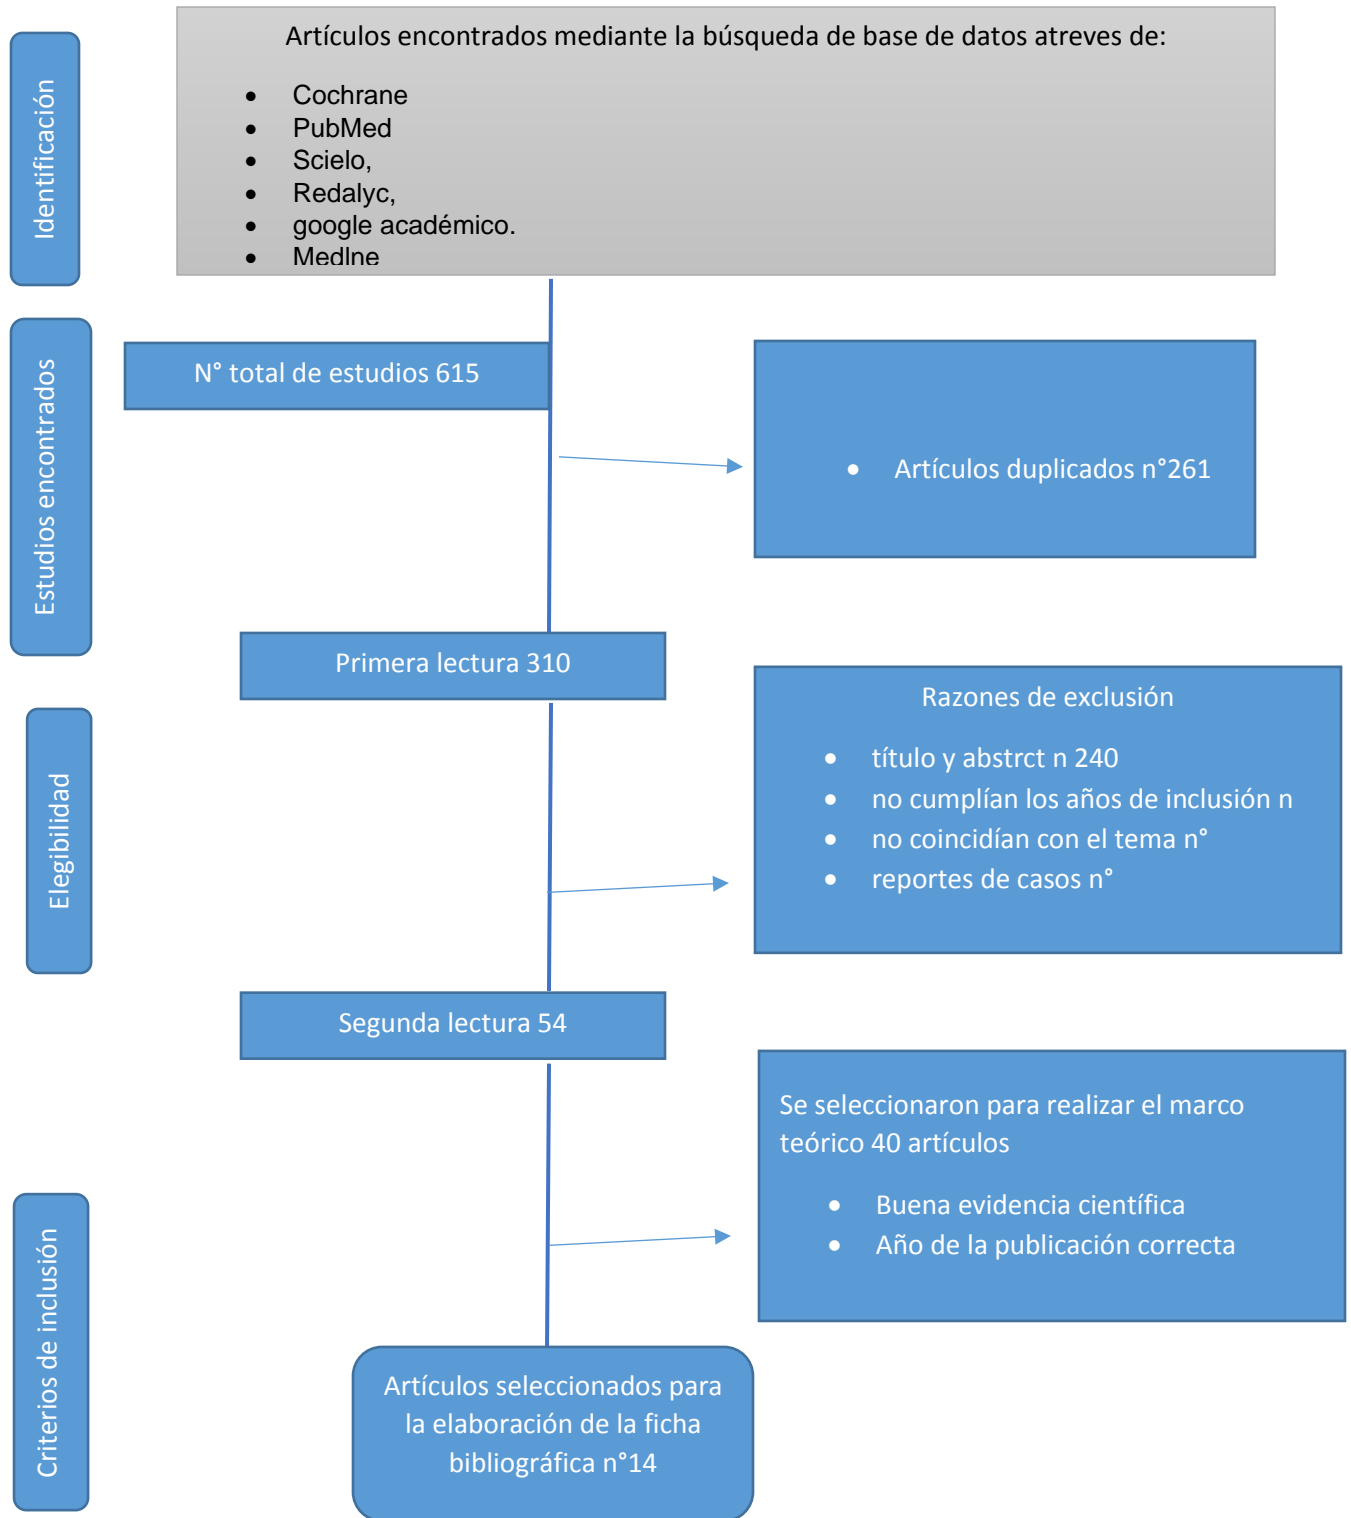 Identificación
Artículos encontrados mediante la búsqueda de base de datos atreves de:
• Cochrane
• PubMed
• Scielo,
• Redalyc,
• google académico.
• Medlne
Estudios encontrados
N° total de estudios 615
• Artículos duplicados n°261
Primera lectura 310
Elegibilidad
Razones de exclusión
• título y abstrct n 240
• no cumplían los años de inclusión n
• no coincidían con el tema n°
• reportes de casos n°
Segunda lectura 54
Criterios de inclusión
Se seleccionaron para realizar el marco
teórico 40 artículos
• Buena evidencia científica
• Año de la publicación correcta
Artículos seleccionados para
la elaboración de la ficha
bibliográfica n°14